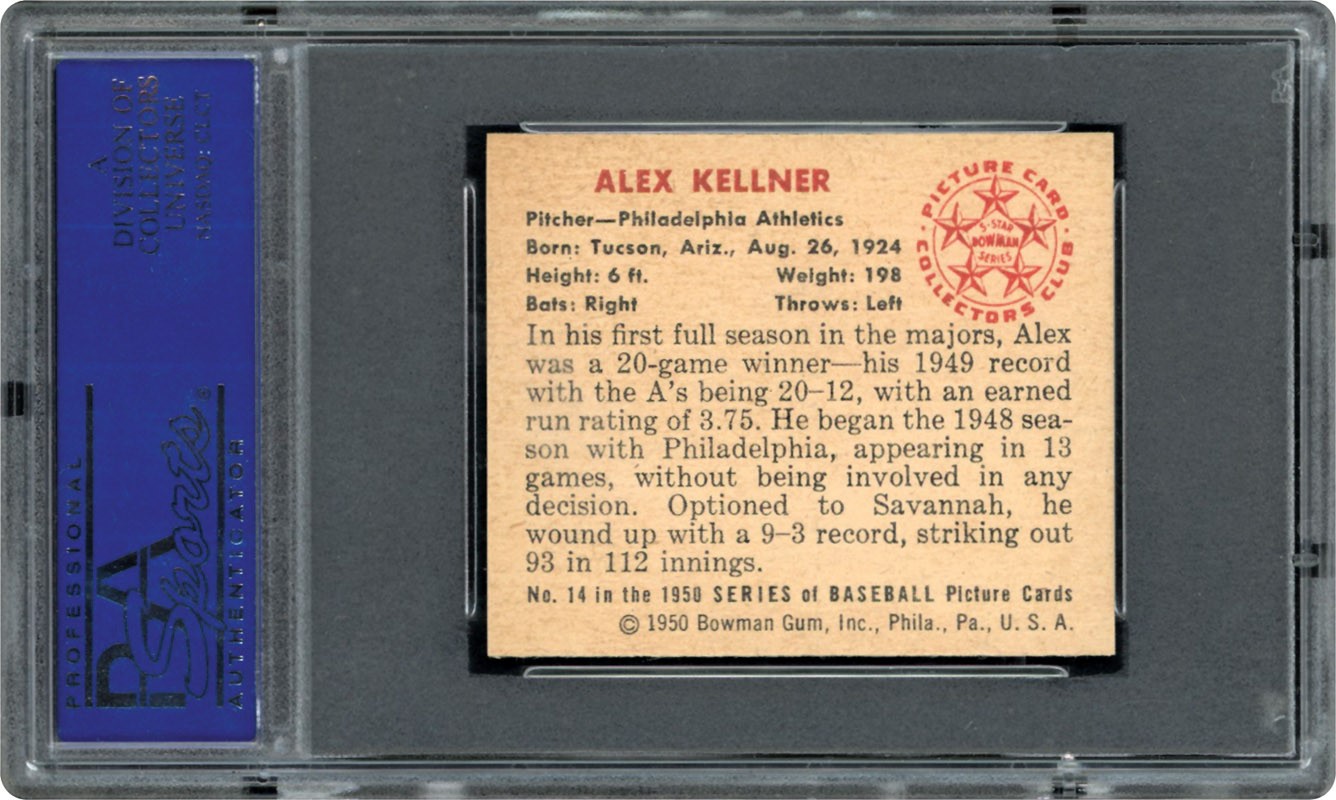 A
DIVISION OF
COLLECTORS
UNIVERSE
NASDAQ: CLCT
PROFESSIONAL
PSA
Sports®
AUTHENTICATOR
ALEX KELLNER
Pitcher—Philadelphia Athletics
Born: Tucson, Ariz., Aug. 26, 1924
Height: 6 ft. Weight: 198
Bats: Right Throws: Left
PICTURE CARD
COLLECTORS CLUB
5-STAR
BOWMAN
SERIES
In his first full season in the majors, Alex
was a 20-game winner—his 1949 record
with the A's being 20–12, with an earned
run rating of 3.75. He began the 1948 sea-
son with Philadelphia, appearing in 13
games, without being involved in any
decision. Optioned to Savannah, he
wound up with a 9–3 record, striking out
93 in 112 innings.
No. 14 in the 1950 SERIES of BASEBALL Picture Cards
© 1950 Bowman Gum, Inc., Phila., Pa., U. S. A.